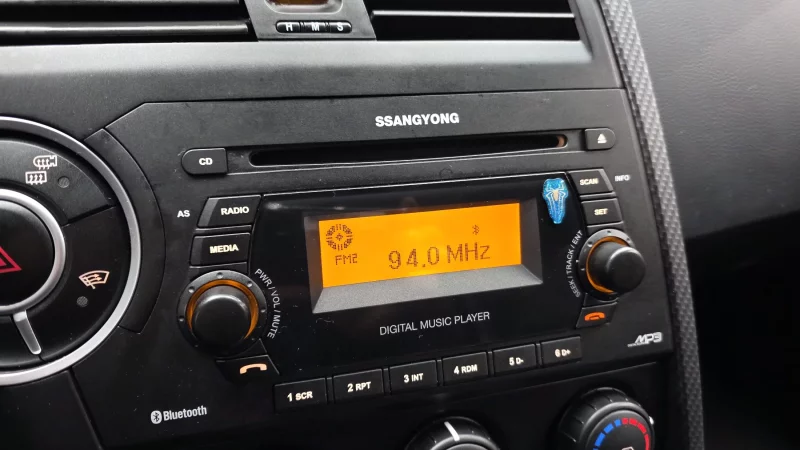 H M S
SSANGYONG
CD
AS
RADIO
SCAN
INFO
MEDIA
SET
FM2
94.0 MHz
PWR / VOL / MUTE
SEEK / TRACK / ENT
DIGITAL MUSIC PLAYER
MP3
1 SCR
2 RPT
3 INT
4 RDM
5 D-
6 D+
Bluetooth